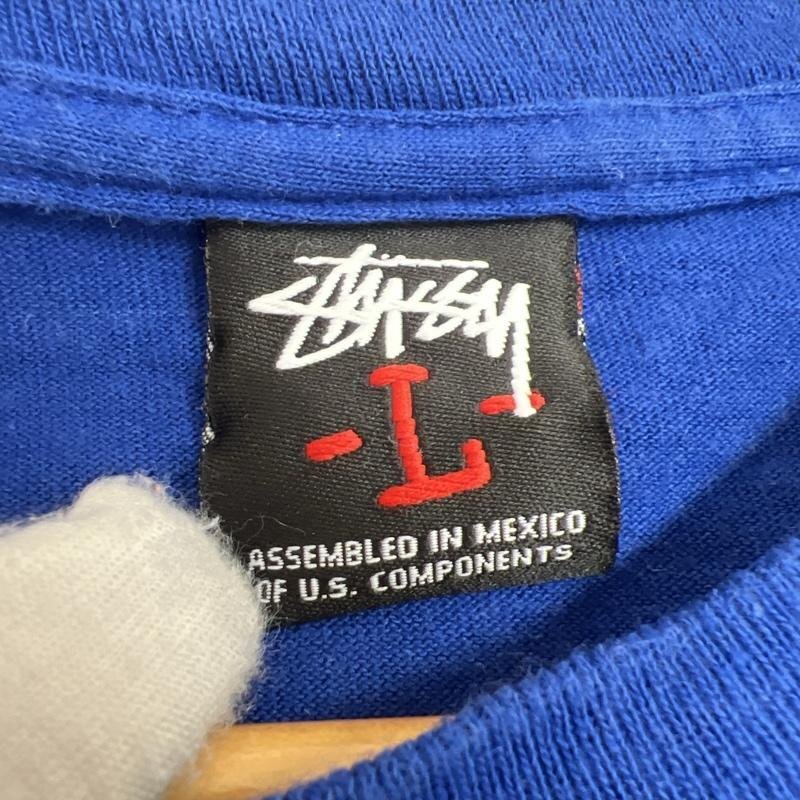 STUSSY
-L-
ASSEMBLED IN MEXICO
OF U.S. COMPONENTS